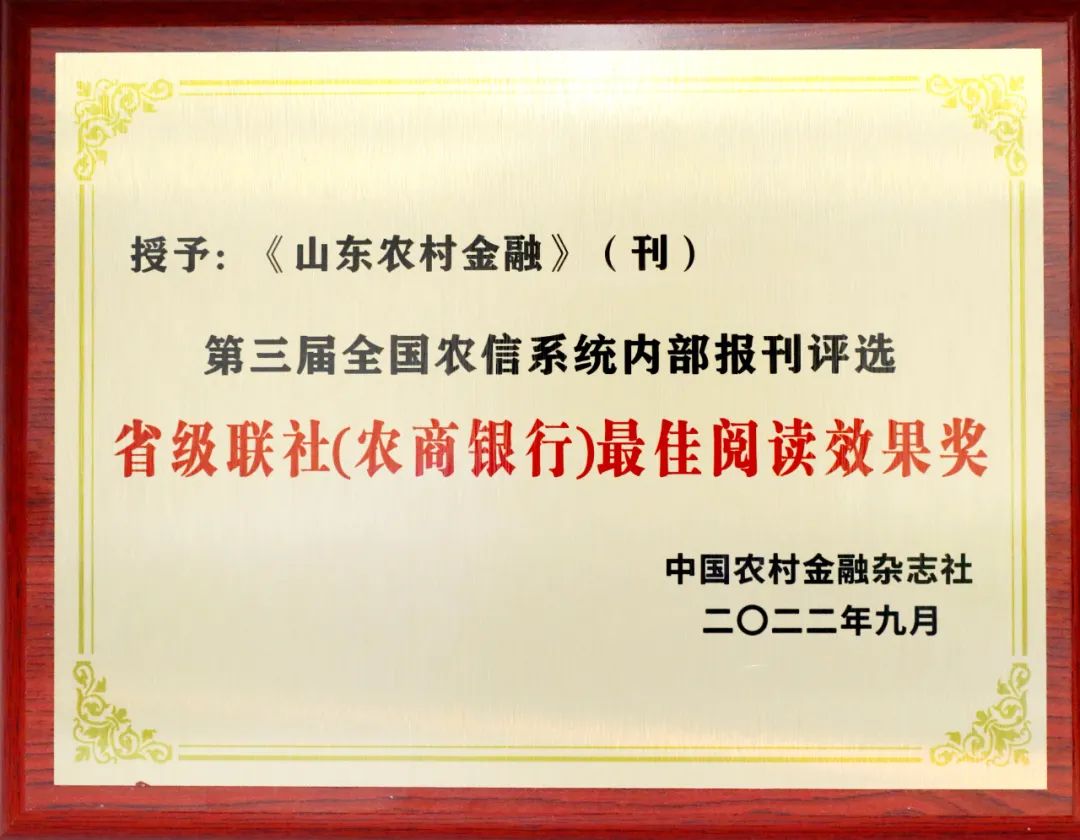 授予：《山东农村金融》（刊）
第三届全国农信系统内部报刊评选
省级联社(农商银行)最佳阅读效果奖
中国农村金融杂志社
二〇二二年九月